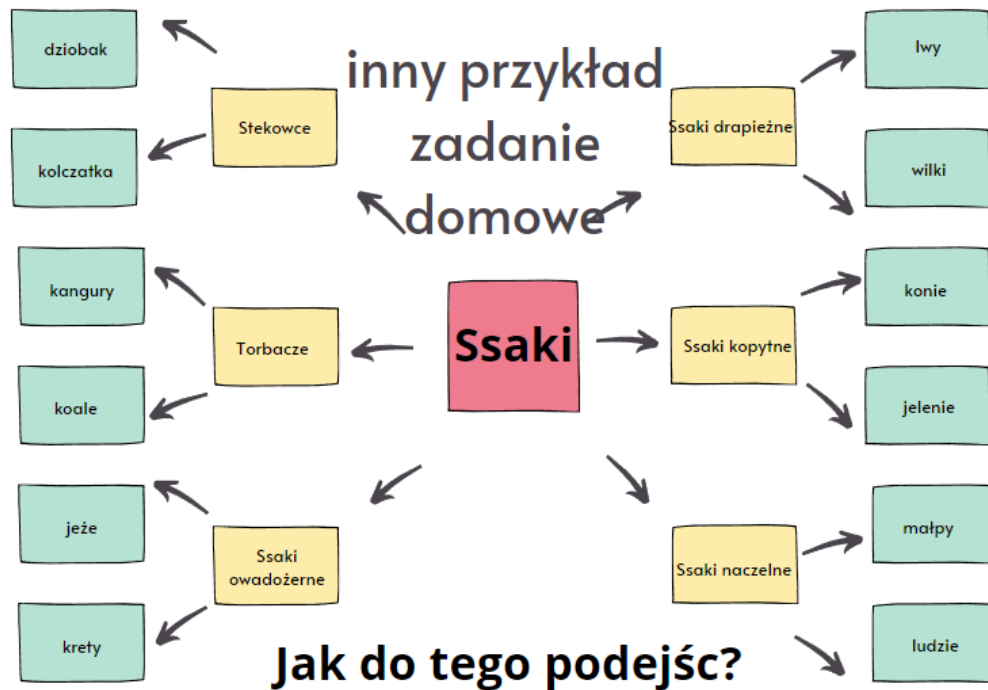 dziobak
lwy
inny przykład
zadanie
domowe
Stekowce
Ssaki drapieżne
kolczatka
wilki
kangury
konie
Torbacze
Ssaki
Ssaki kopytne
koale
jelenie
jeże
małpy
Ssaki
owadożerne
Ssaki naczelne
krety
ludzie
Jak do tego podejśc?